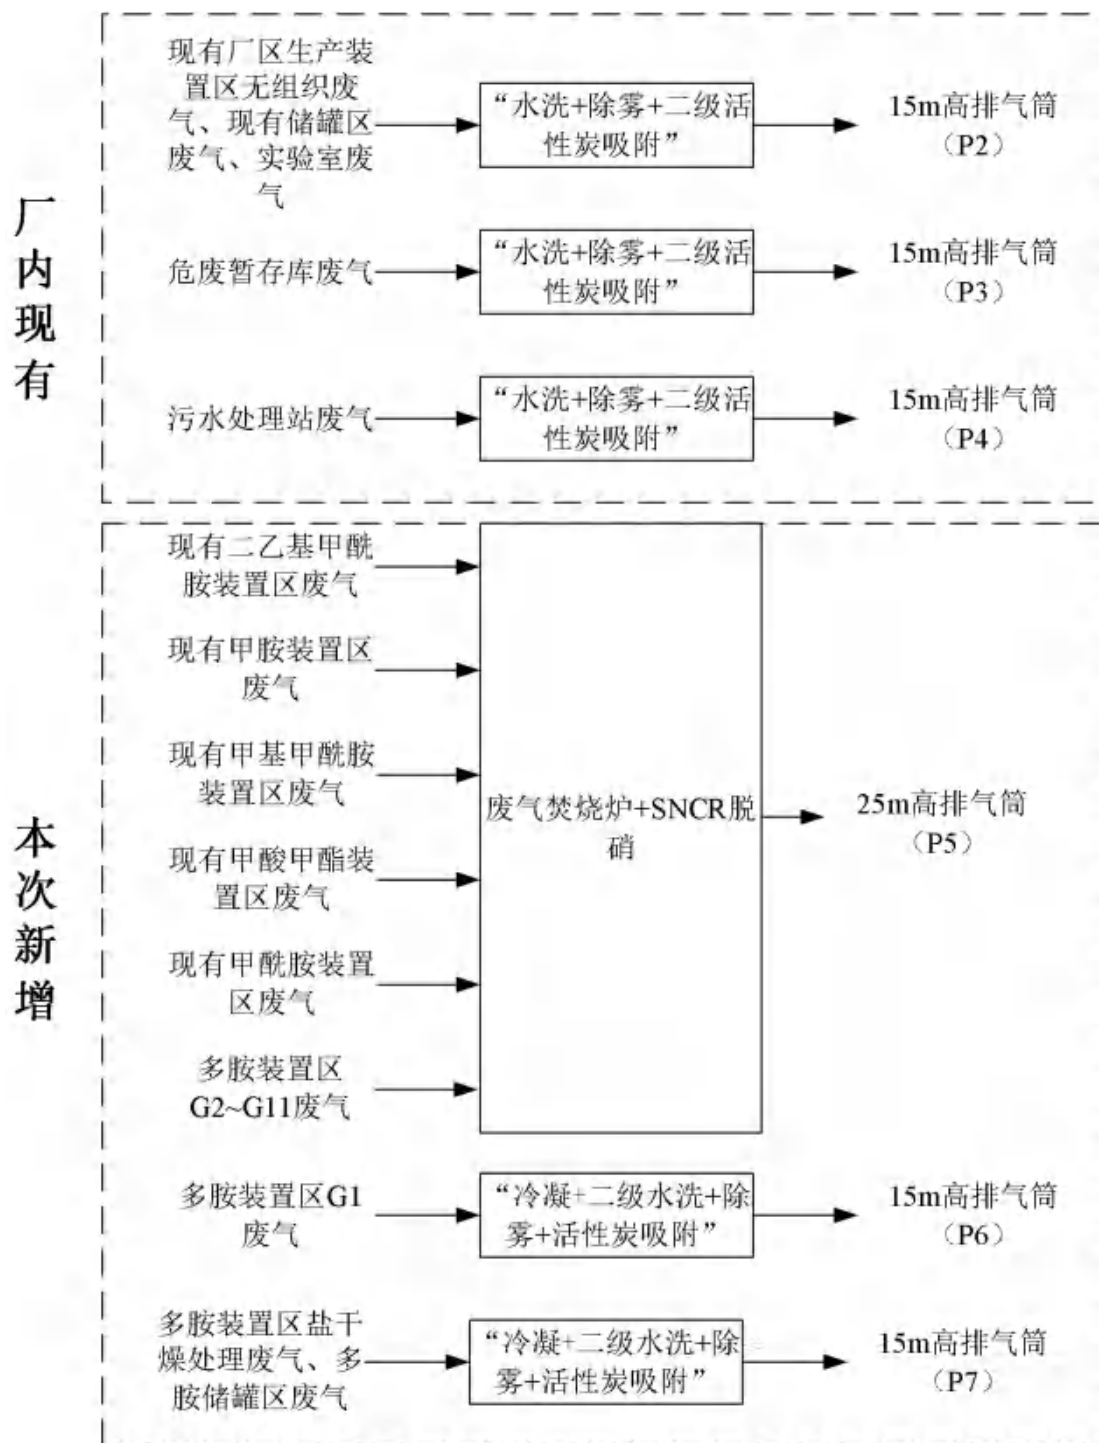 厂内现有
现有厂区生产装
置区无组织废
气、现有储罐区
废气、实验室废
气
“水洗+除雾+二级活
性炭吸附”
15m高排气筒
（P2）
危废暂存库废气
“水洗+除雾+二级活
性炭吸附”
15m高排气筒
（P3）
污水处理站废气
“水洗+除雾+二级活
性炭吸附”
15m高排气筒
（P4）
本次新增
现有二乙基甲酰
胺装置区废气
现有甲胺装置区
废气
现有甲基甲酰胺
装置区废气
现有甲酸甲酯装
置区废气
现有甲酰胺装置
区废气
多胺装置区
G2~G11废气
废气焚烧炉+SNCR脱
硝
25m高排气筒
（P5）
多胺装置区G1
废气
“冷凝+二级水洗+除
雾+活性炭吸附”
15m高排气筒
（P6）
多胺装置区盐干
燥处理废气、多
胺储罐区废气
“冷凝+二级水洗+除
雾+活性炭吸附”
15m高排气筒
（P7）